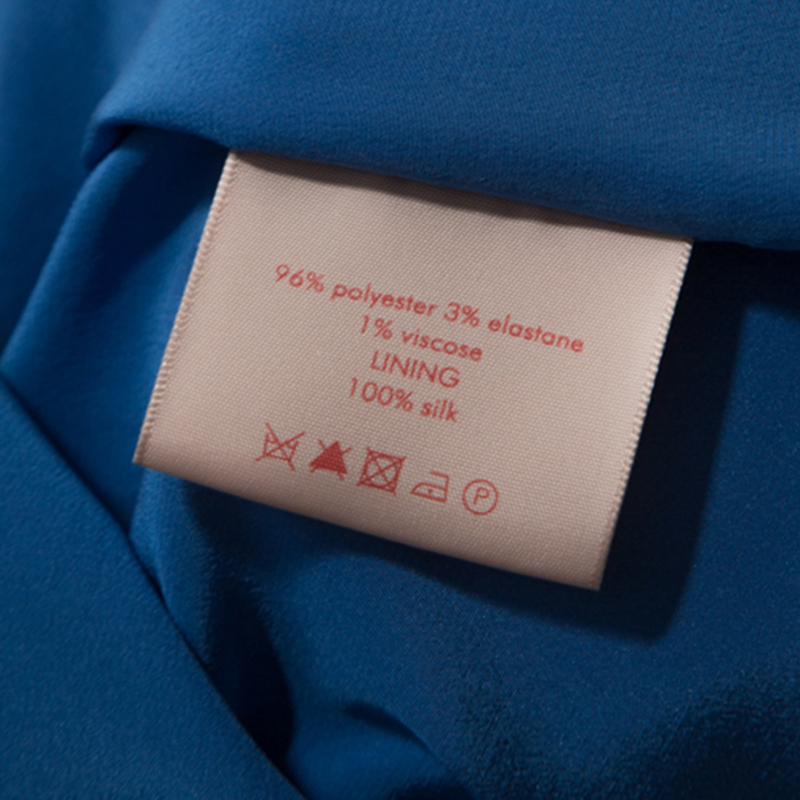 96% polyester 3% elastane
1% viscose
LINING
100% silk
P